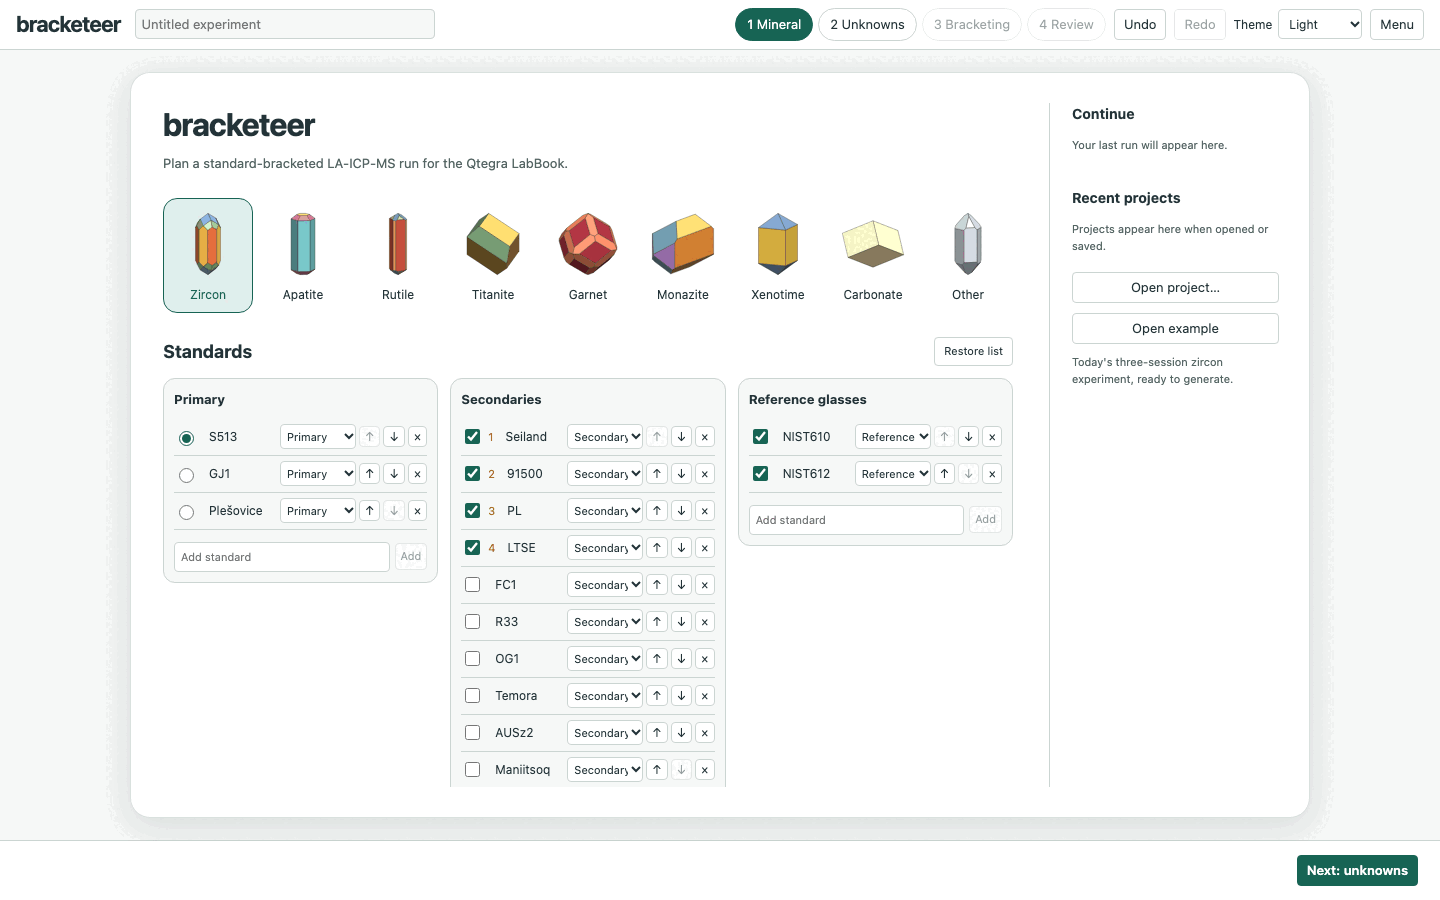 bracketeer
Untitled experiment
1 Mineral
2 Unknowns
3 Bracketing
4 Review
Undo
Redo
Theme
Light
Menu
bracketeer
Plan a standard-bracketed LA-ICP-MS run for the Qtegra LabBook.
Zircon
Apatite
Rutile
Titanite
Garnet
Monazite
Xenotime
Carbonate
Other
Standards
Restore list
Primary
S513 Primary ↑ ↓ ×
GJ1 Primary ↑ ↓ ×
Plešovice Primary ↑ ↓ ×
Add standard Add
Secondaries
1 Seiland Secondary ↑ ↓ ×
2 91500 Secondary ↑ ↓ ×
3 PL Secondary ↑ ↓ ×
4 LTSE Secondary ↑ ↓ ×
FC1 Secondary ↑ ↓ ×
R33 Secondary ↑ ↓ ×
OG1 Secondary ↑ ↓ ×
Temora Secondary ↑ ↓ ×
AUSz2 Secondary ↑ ↓ ×
Maniitsoq Secondary ↑ ↓ ×
Reference glasses
NIST610 Reference ↑ ↓ ×
NIST612 Reference ↑ ↓ ×
Add standard Add
Continue
Your last run will appear here.
Recent projects
Projects appear here when opened or
saved.
Open project...
Open example
Today's three-session zircon
experiment, ready to generate.
Next: unknowns